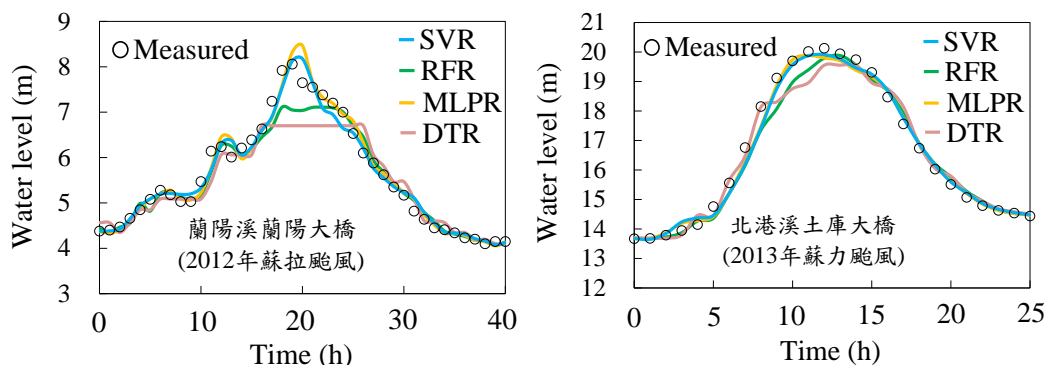 Water level (m)
9
8
7
6
5
4
3
Measured
SVR
RFR
MLPR
DTR
蘭陽溪蘭陽大橋
(2012年蘇拉颱風)
0 10 20 30 40
Time (h)
Water level (m)
21
20
19
18
17
16
15
14
13
12
Measured
SVR
RFR
MLPR
DTR
北港溪土庫大橋
(2013年蘇力颱風)
0 5 10 15 20 25
Time (h)